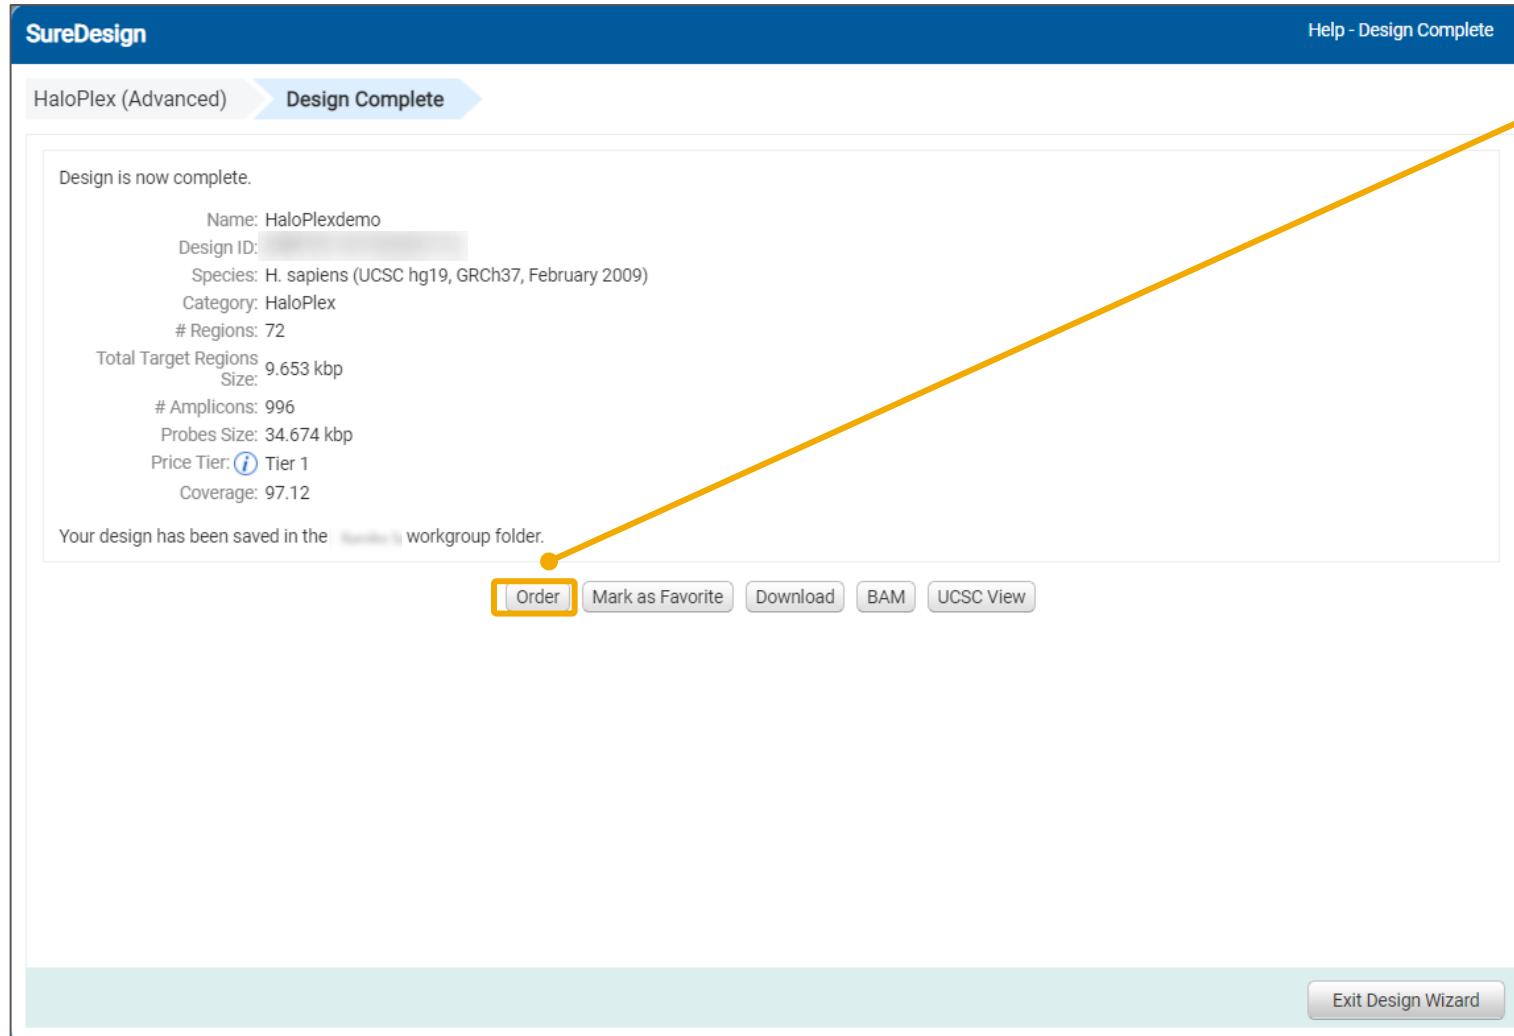 SureDesign
Help - Design Complete
HaloPlex (Advanced)
Design Complete
Design is now complete.
Name: HaloPlexdemo
Design ID:
Species: H. sapiens (UCSC hg19, GRCh37, February 2009)
Category: HaloPlex
# Regions: 72
Total Target Regions
Size: 9.653 kbp
# Amplicons: 996
Probes Size: 34.674 kbp
Price Tier: i Tier 1
Coverage: 97.12
Your design has been saved in the workgroup folder.
Order
Mark as Favorite
Download
BAM
UCSC View
Exit Design Wizard